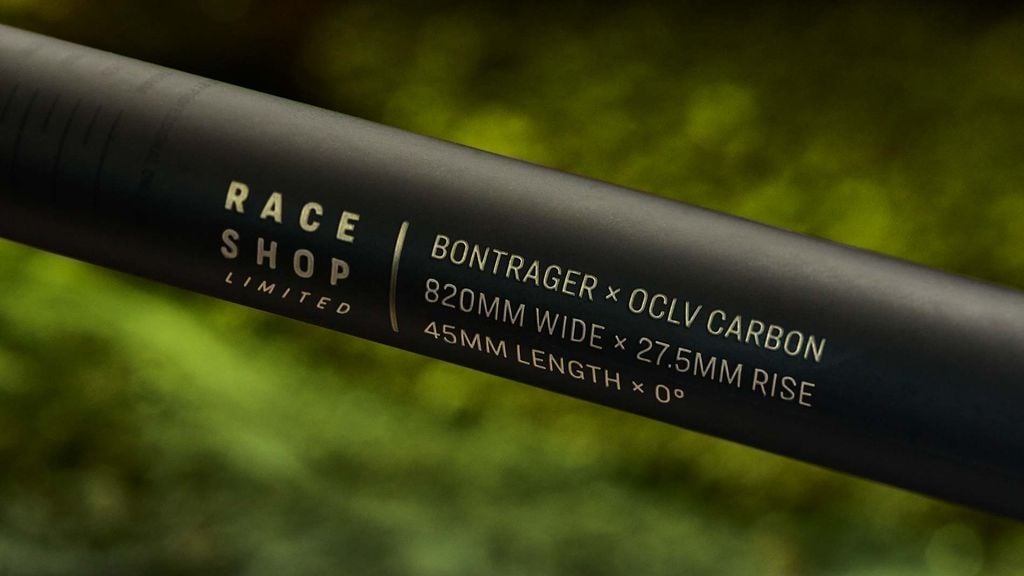 RACE
SHOP
LIMITED
BONTRAGER × OCLV CARBON
820MM WIDE × 27.5MM RISE
45MM LENGTH × 0°